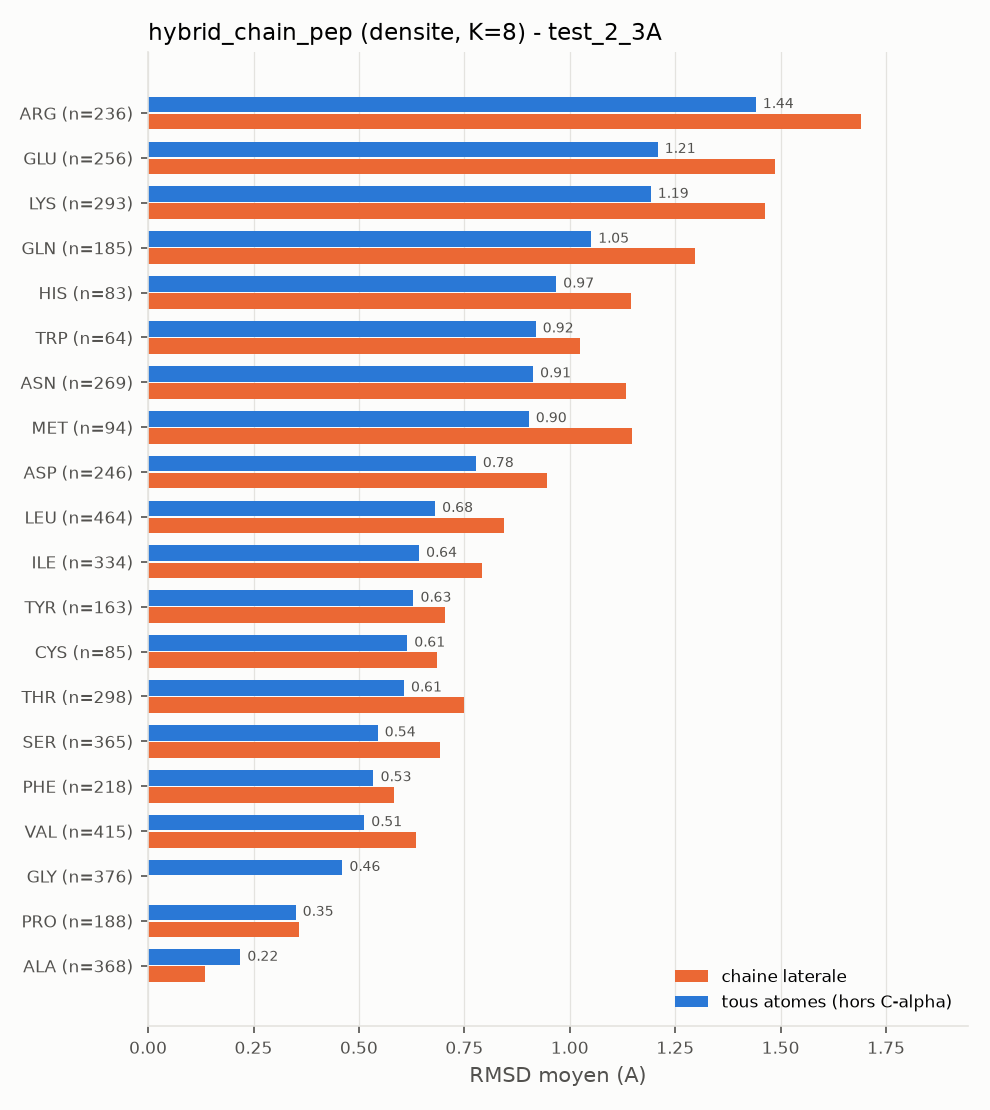 hybrid_chain_pep (densite, K=8) - test_2_3A
ARG (n=236) 1.44
GLU (n=256) 1.21
LYS (n=293) 1.19
GLN (n=185) 1.05
HIS (n=83) 0.97
TRP (n=64) 0.92
ASN (n=269) 0.91
MET (n=94) 0.90
ASP (n=246) 0.78
LEU (n=464) 0.68
ILE (n=334) 0.64
TYR (n=163) 0.63
CYS (n=85) 0.61
THR (n=298) 0.61
SER (n=365) 0.54
PHE (n=218) 0.53
VAL (n=415) 0.51
GLY (n=376) 0.46
PRO (n=188) 0.35
ALA (n=368) 0.22
chaine laterale
tous atomes (hors C-alpha)
0.00 0.25 0.50 0.75 1.00 1.25 1.50 1.75
RMSD moyen (A)